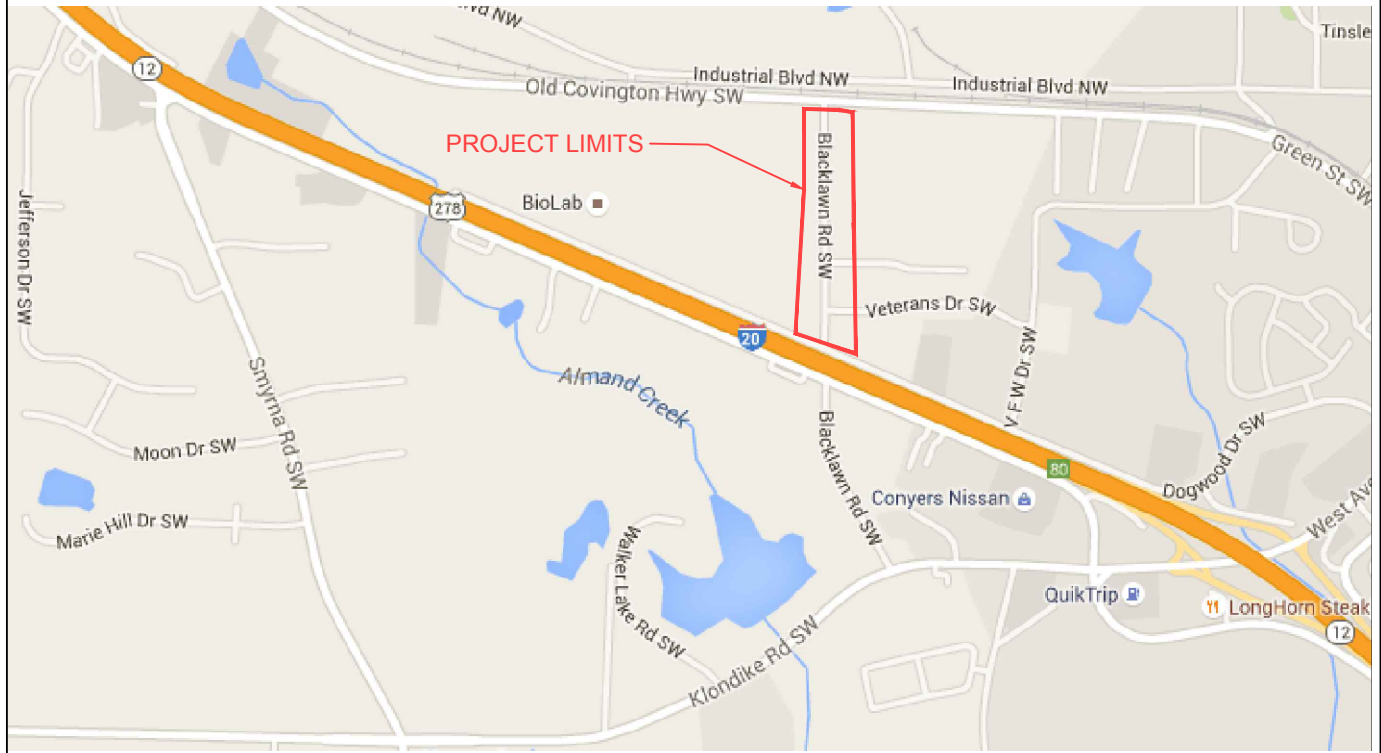 vd NW
Tinsle
12
Industrial Blvd NW
Industrial Blvd NW
Old Covington Hwy SW
PROJECT LIMITS
Green St SW
Blacklawn Rd SW
BioLab
278
Jefferson Dr SW
Veterans Dr SW
20
V F W Dr SW
Almand Creek
Smyrna Rd SW
Moon Dr SW
Blacklawn Rd SW
80
Dogwood Dr SW
Conyers Nissan
West Ave
Marie Hill Dr SW
Walker Lake Rd SW
QuikTrip
LongHorn Steak
12
Klondike Rd SW